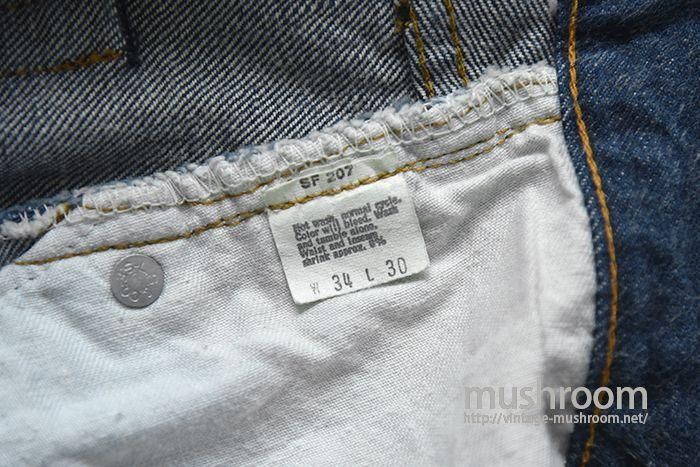 SF 207
Hot wash, normal cycle.
Color will bleed. Wash
and tumble alone.
Waist and inseam
shrink approx. 8%
W 34 L 30
mushroom
http://vintage-mushroom.net/